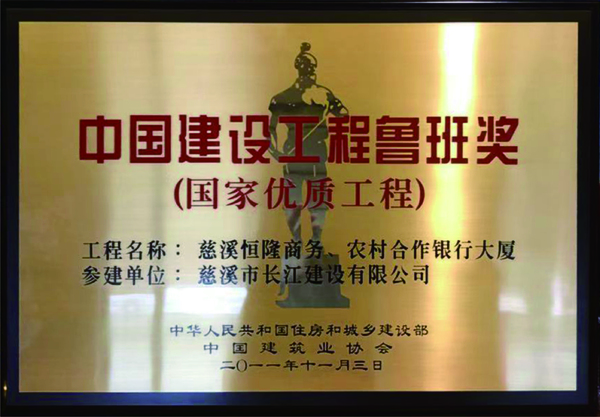 中国建设工程鲁班奖
(国家优质工程)
工程名称：慈溪恒隆商务、农村合作银行大厦
参建单位：慈溪市长江建设有限公司
中华人民共和国住房和城乡建设部
中国建筑业协会
二〇一一年十一月三日